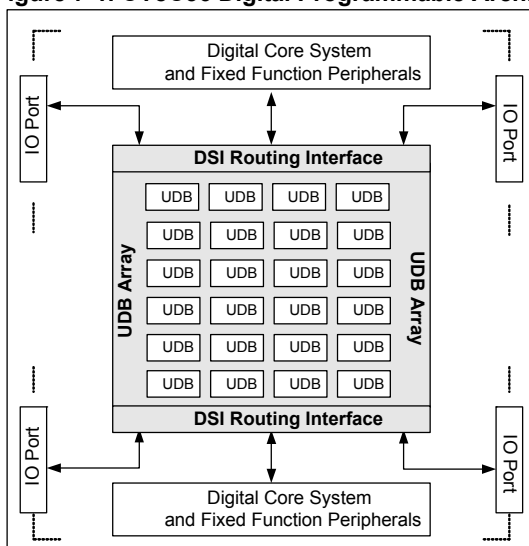 Digital Core System
and Fixed Function Peripherals
IO Port
IO Port
DSI Routing Interface
UDB Array
UDB Array
UDB UDB UDB UDB
UDB UDB UDB UDB
UDB UDB UDB UDB
UDB UDB UDB UDB
UDB UDB UDB UDB
UDB UDB UDB UDB
DSI Routing Interface
IO Port
IO Port
Digital Core System
and Fixed Function Peripherals